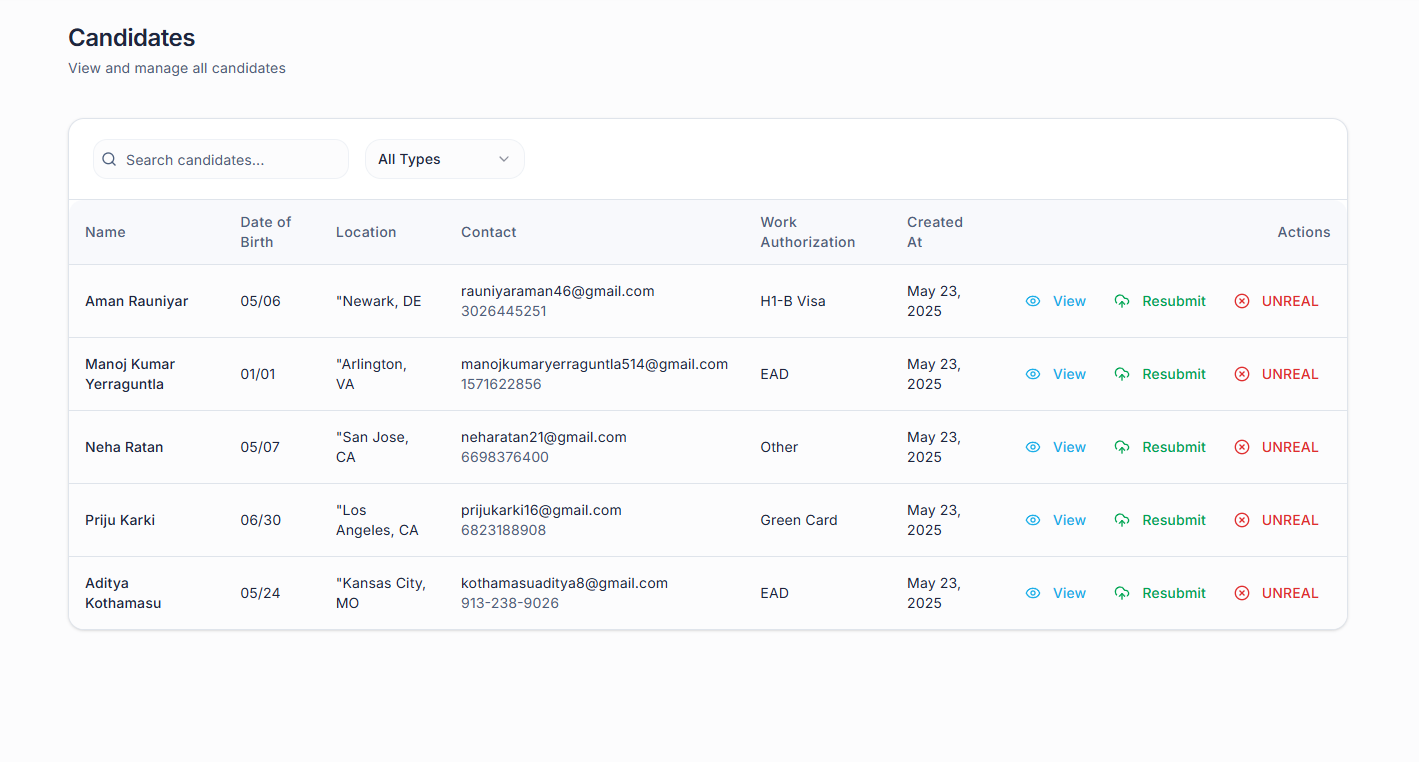 Candidates
View and manage all candidates
Search candidates...
All Types
Name
Date of
Birth
Location
Contact
Work
Authorization
Created
At
Actions
Aman Rauniyar
05/06
"Newark, DE
rauniyaraman46@gmail.com
3026445251
H1-B Visa
May 23,
2025
View
Resubmit
UNREAL
Manoj Kumar
Yerraguntla
01/01
"Arlington,
VA
manojkumaryerraguntla514@gmail.com
1571622856
EAD
May 23,
2025
View
Resubmit
UNREAL
Neha Ratan
05/07
"San Jose,
CA
neharatan21@gmail.com
6698376400
Other
May 23,
2025
View
Resubmit
UNREAL
Priju Karki
06/30
"Los
Angeles, CA
prijukarki16@gmail.com
6823188908
Green Card
May 23,
2025
View
Resubmit
UNREAL
Aditya
Kothamasu
05/24
"Kansas City,
MO
kothamasuaditya8@gmail.com
913-238-9026
EAD
May 23,
2025
View
Resubmit
UNREAL